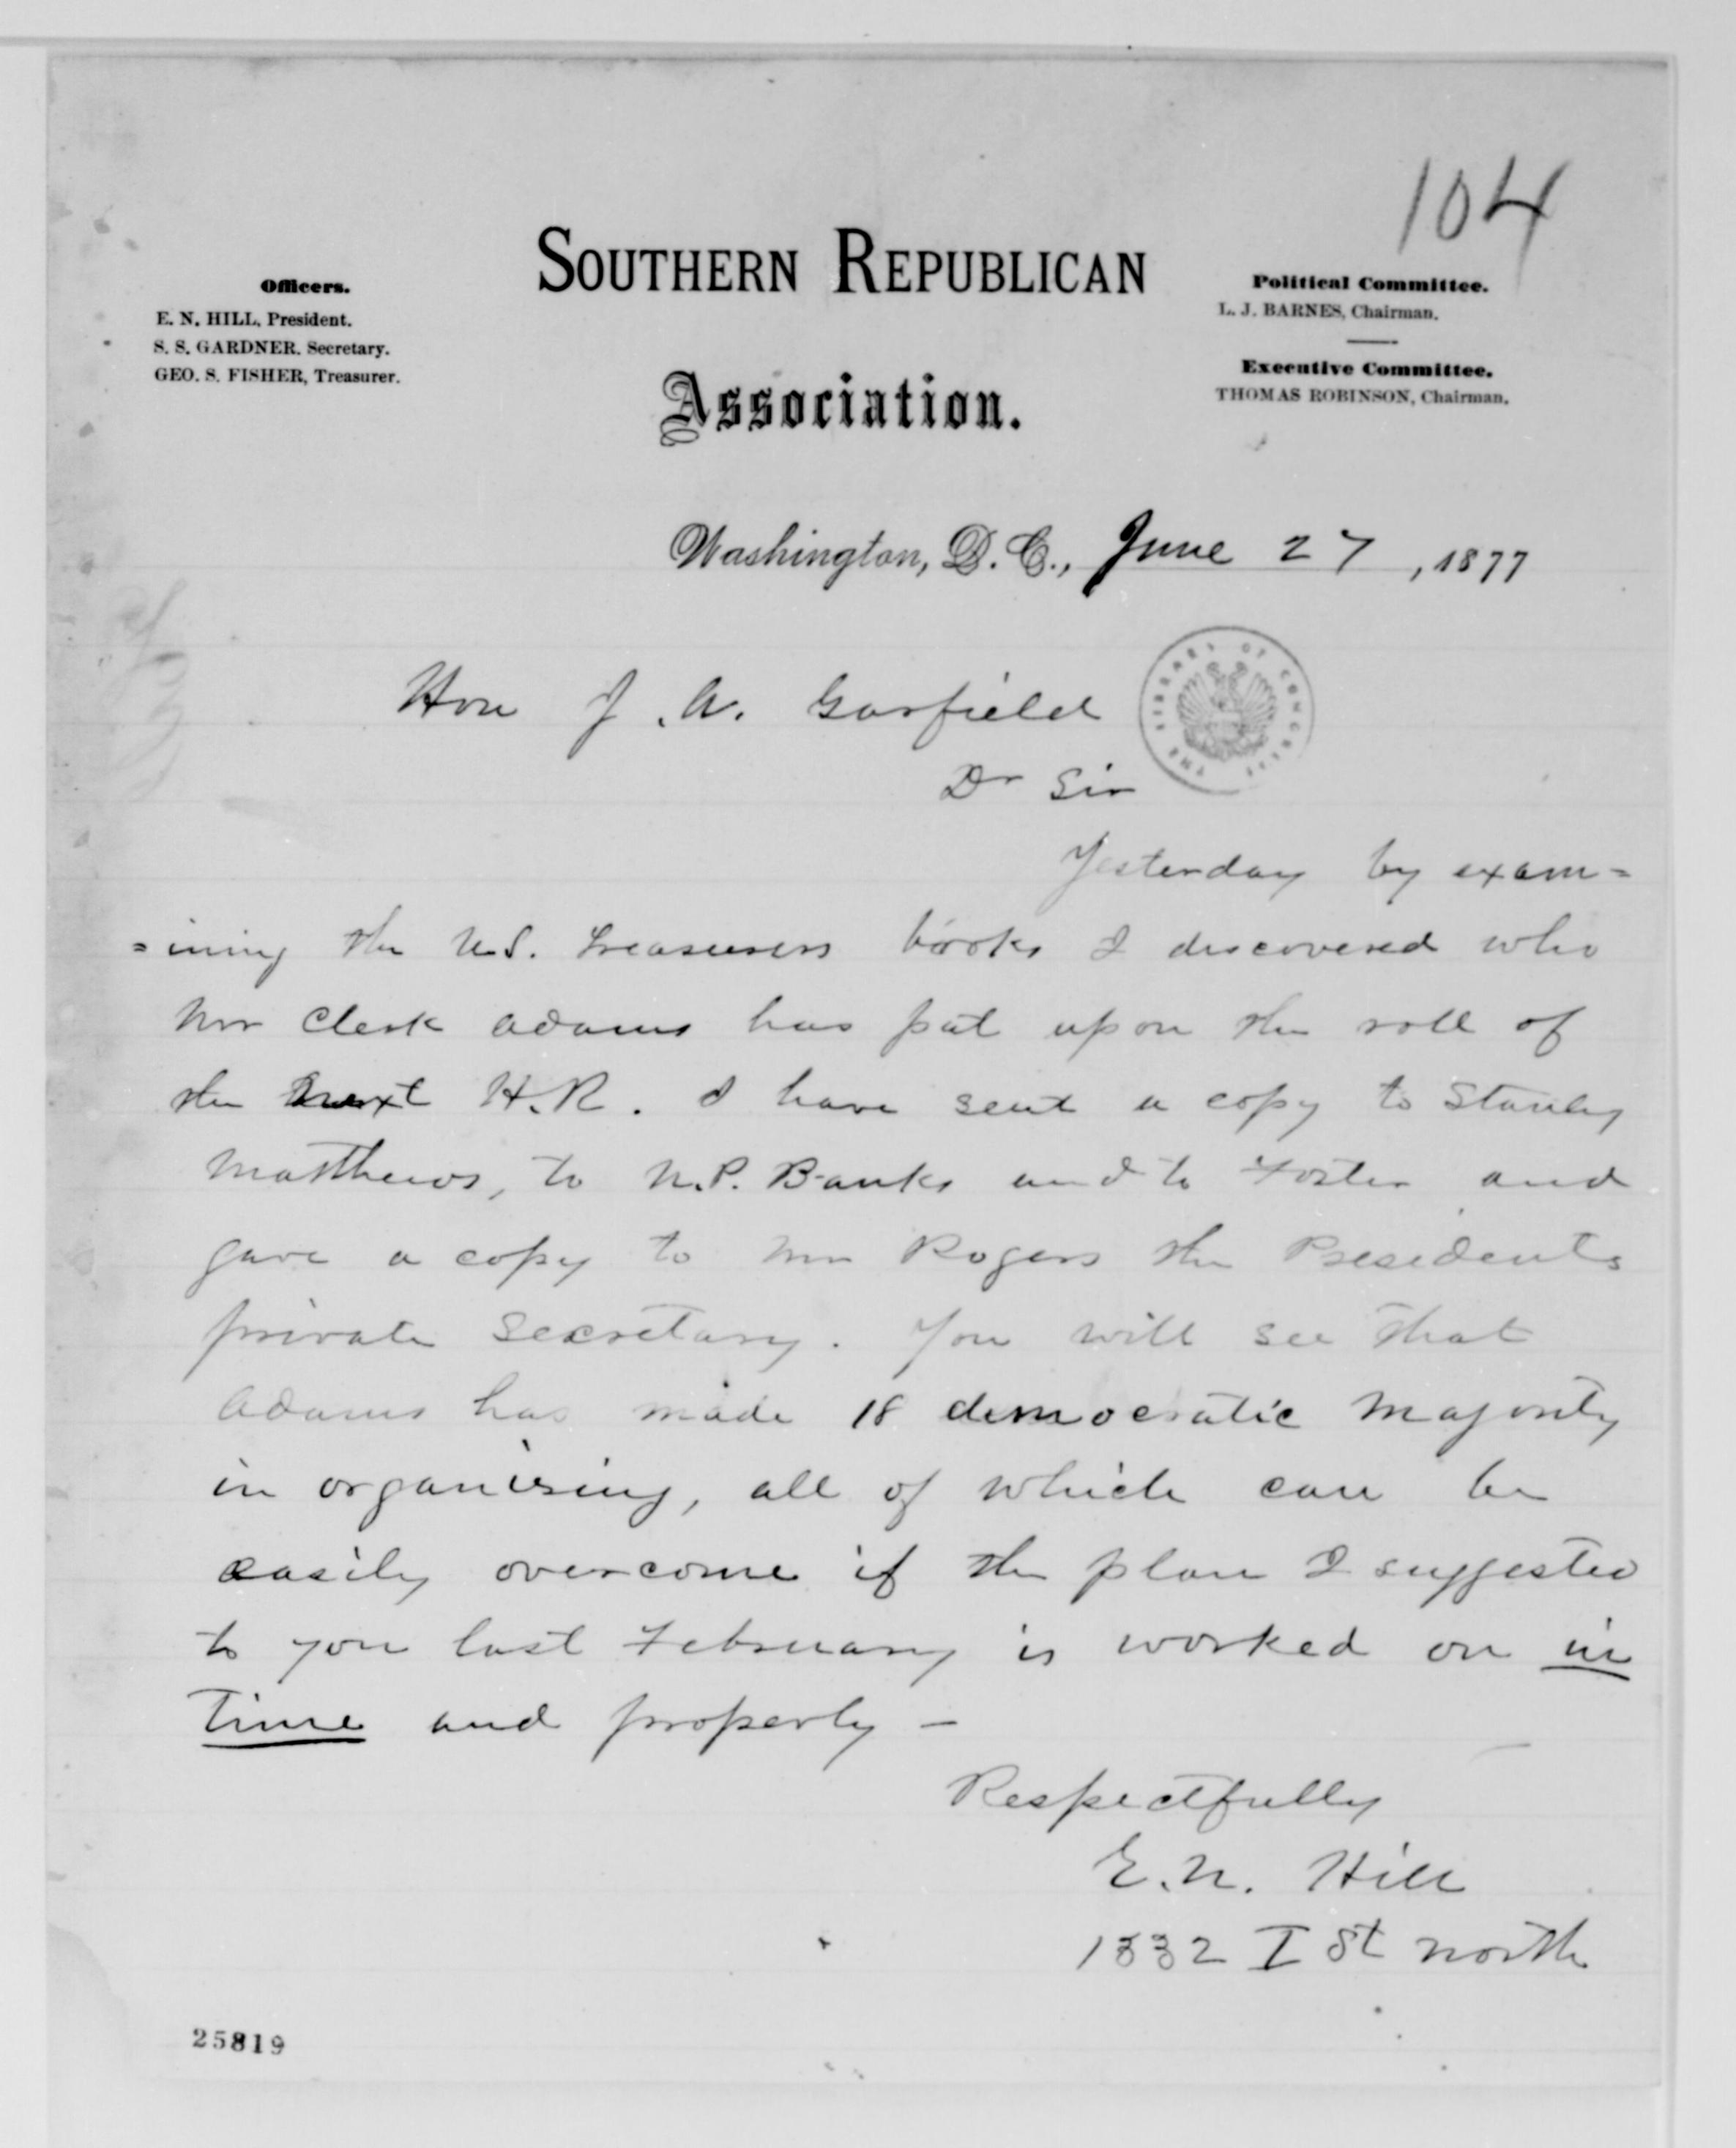 104
Southern Republican
Association.
Officers.
E. N. HILL, President.
S. S. GARDNER. Secretary.
GEO. S. FISHER, Treasurer.
Political Committee.
L. J. BARNES, Chairman.
Executive Committee.
THOMAS ROBINSON, Chairman.
Washington, D. C., June 27, 1877
Hon J. A. Garfield
Dr Sir
Yesterday by exam=
=ining the U.S. Treasurers books I discovered who
Mr Clerk Adams has put upon the roll of
the next H.R. I have sent a copy to Stanley
Matthews, to N.P. Banks and to Foster and
gave a copy to Mr Rogers the Presidents
private Secretary. You will see that
Adams has made 18 democratic majority
in organising, all of which can be
easily overcome if the plan I suggested
to you last February is worked on in
time and properly –
Respectfully
E. N. Hill
1332 I St north
THE LIBRARY OF CONGRESS
25819